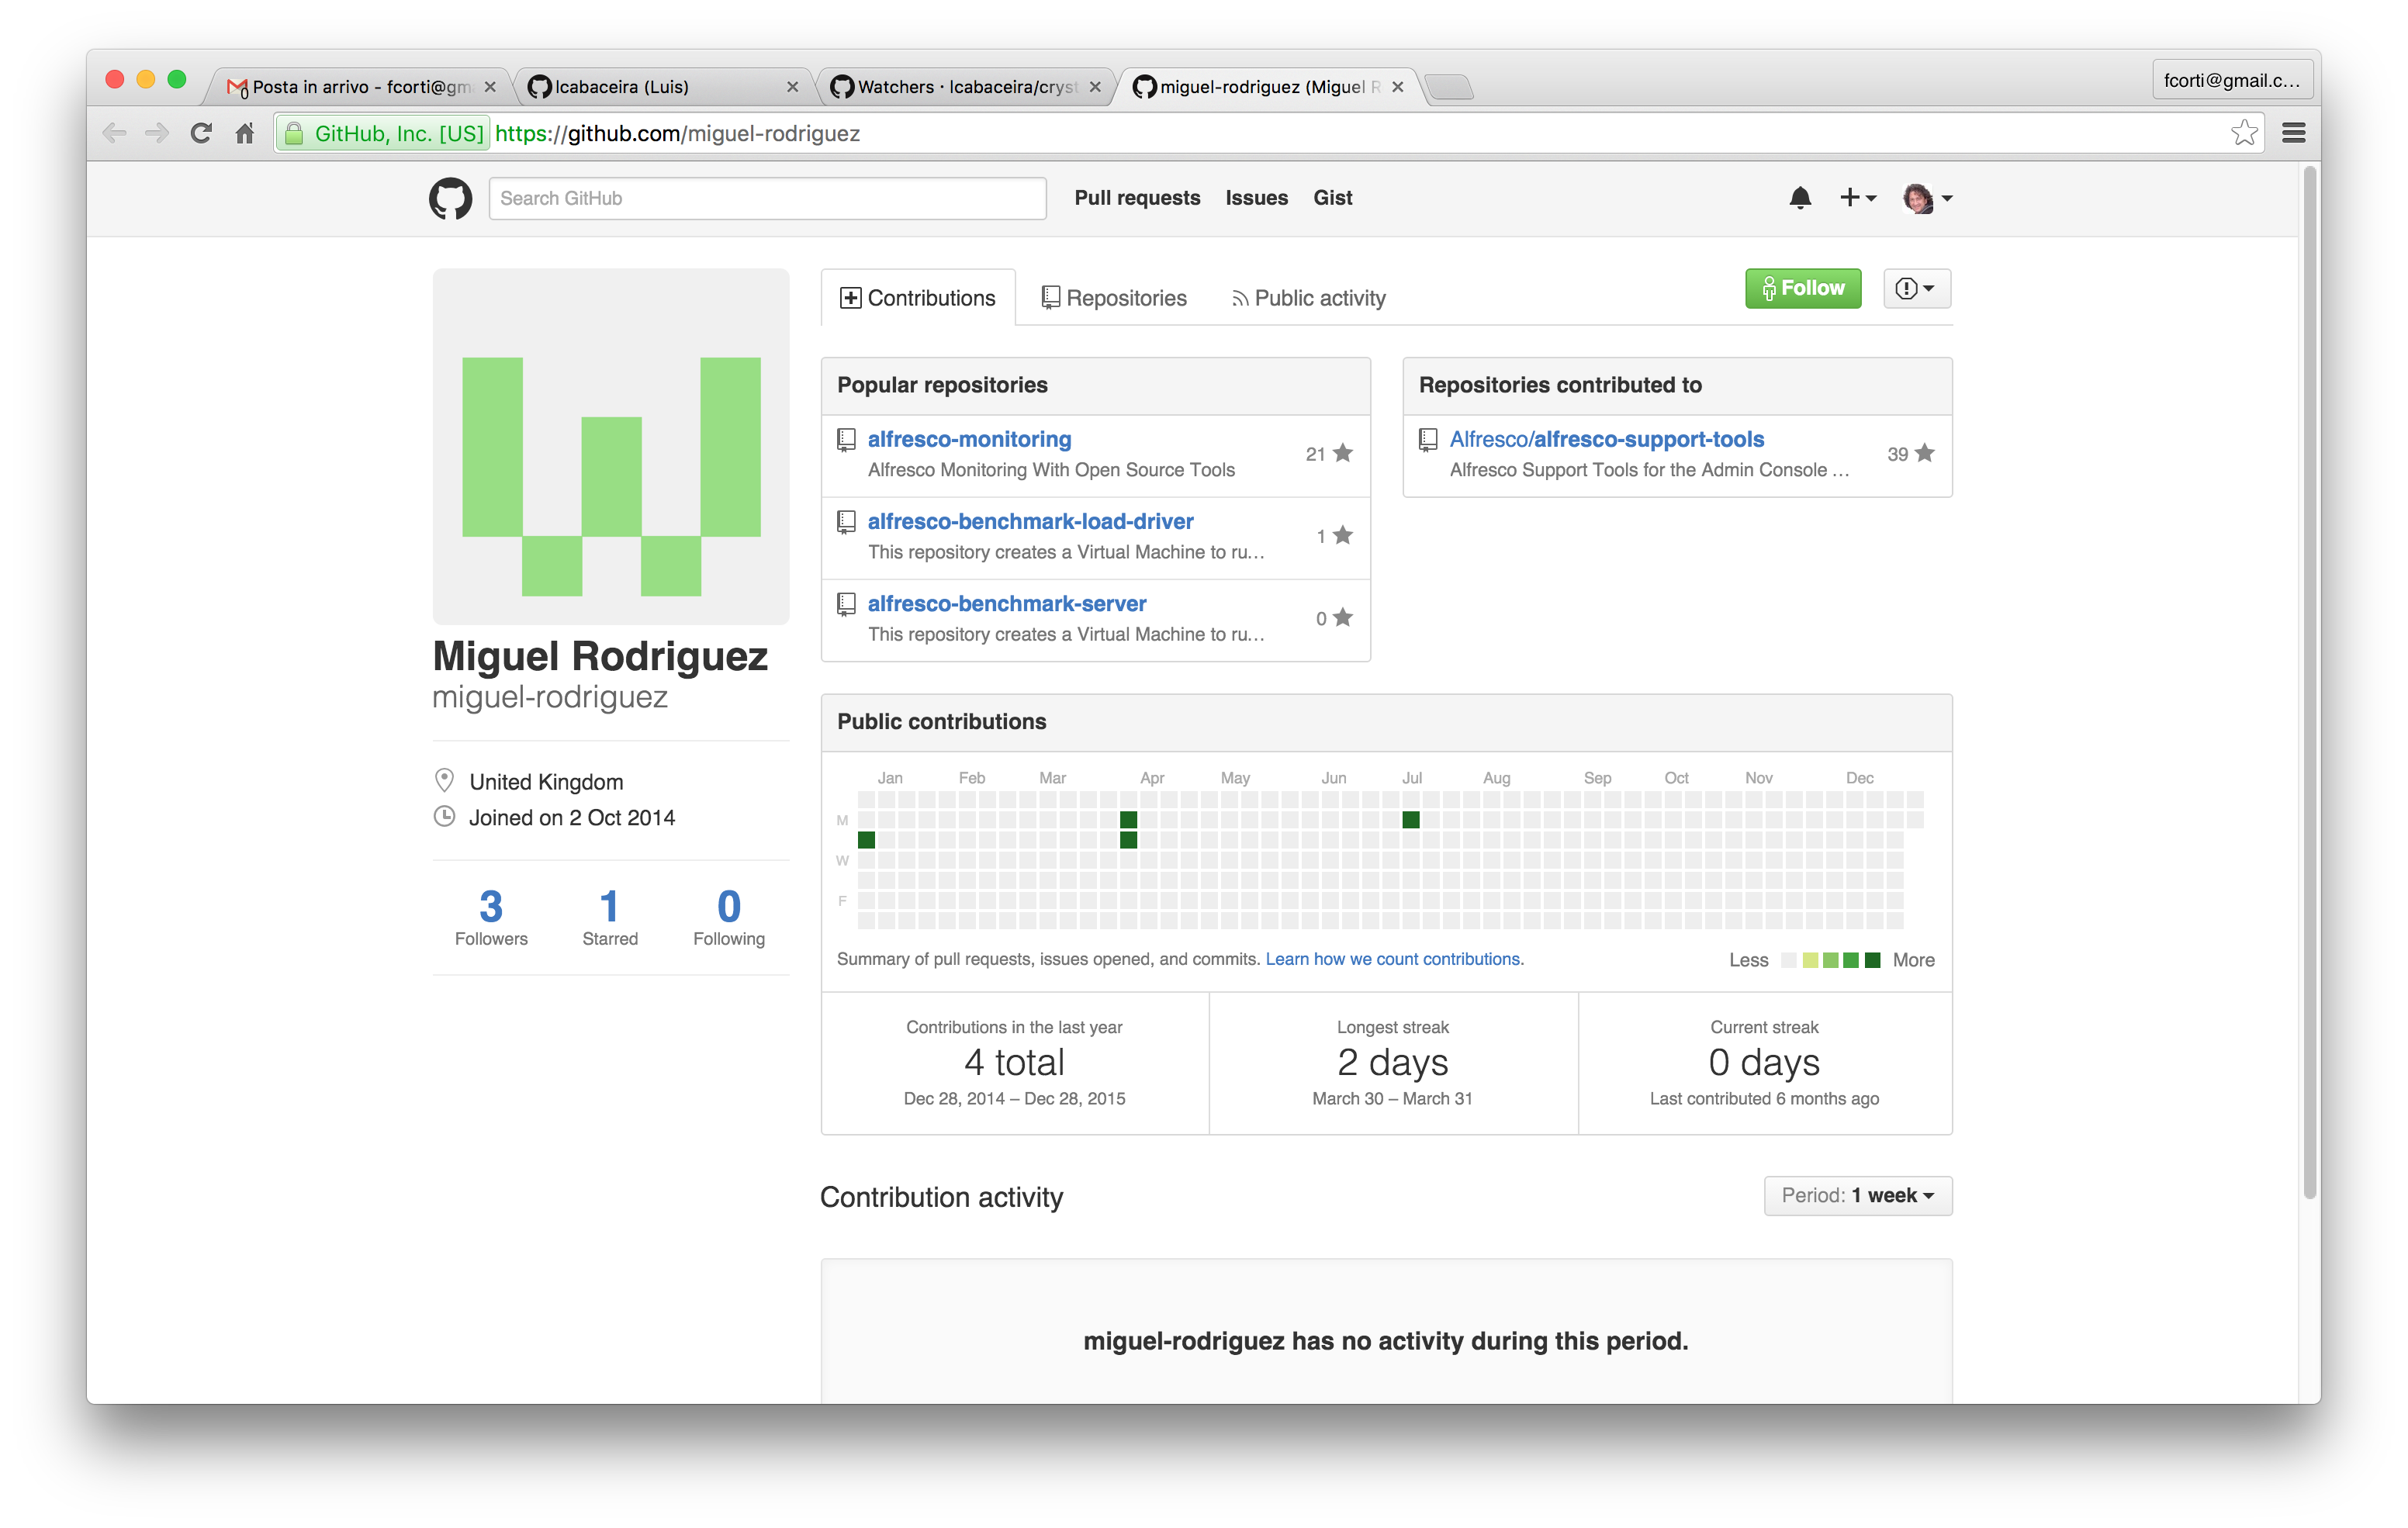 Posta in arrivo - fcorti@gm
lcabaceira (Luis)
Watchers · lcabaceira/cryst
miguel-rodriguez (Miguel R
fcorti@gmail.c...
GitHub, Inc. [US] https://github.com/miguel-rodriguez
Search GitHub
Pull requests Issues Gist
Contributions Repositories Public activity
Follow
Popular repositories
alfresco-monitoring
Alfresco Monitoring With Open Source Tools
21
alfresco-benchmark-load-driver
This repository creates a Virtual Machine to ru…
1
alfresco-benchmark-server
This repository creates a Virtual Machine to ru…
0
Repositories contributed to
Alfresco/alfresco-support-tools
Alfresco Support Tools for the Admin Console …
39
Miguel Rodriguez
miguel-rodriguez
United Kingdom
Joined on 2 Oct 2014
3 1 0
Followers Starred Following
Public contributions
Jan Feb Mar Apr May Jun Jul Aug Sep Oct Nov Dec
M
W
F
Summary of pull requests, issues opened, and commits. Learn how we count contributions.
Less More
Contributions in the last year
4 total
Dec 28, 2014 – Dec 28, 2015
Longest streak
2 days
March 30 – March 31
Current streak
0 days
Last contributed 6 months ago
Contribution activity
Period: 1 week
miguel-rodriguez has no activity during this period.